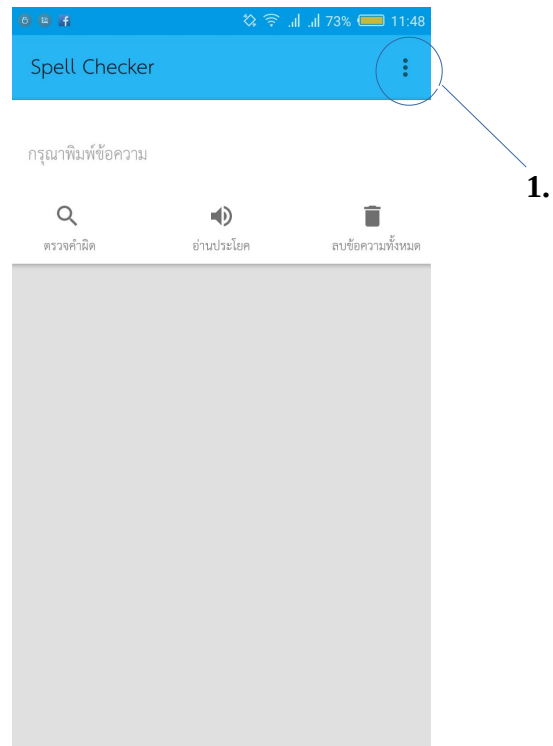 73% 11:48
Spell Checker
1.
กรุณาพิมพ์ข้อความ
ตรวจคำผิด อ่านประโยค ลบข้อความทั้งหมด